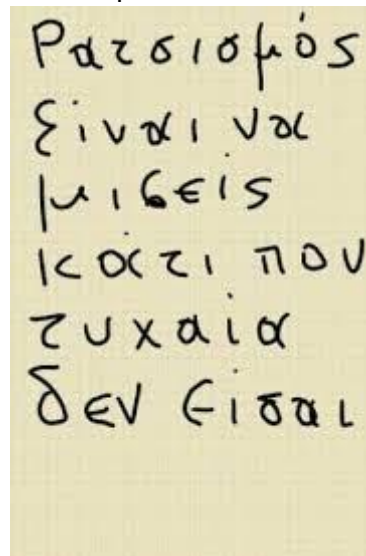 Ρατσισμός
είναι να
μισείς
κάτι που
τυχαία
δεν είσαι